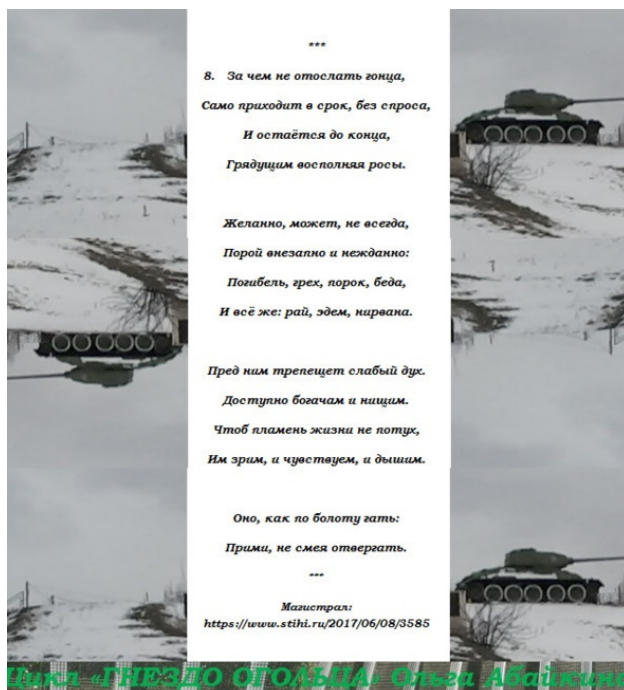 ***
8. За чем не отослать гонца,
Само приходит в срок, без спроса,
И остаётся до конца,
Грядущим восполняя росы.
Желанно, может, не всегда,
Порой внезапно и нежданно:
Погибель, грех, порок, беда,
И всё же: рай, эдем, нирвана.
Пред ним трепещет слабый дух.
Доступно богачам и нищим.
Чтоб пламень жизни не потух,
Им зрим, и чувствуем, и дышим.
Оно, как по болоту гать:
Прими, не смея отвергать.
***
Магистрал:
https://www.stihi.ru/2017/06/08/3585
Цикл «ГНЕЗДО ОГОЛЬЦА» Ольга Абайкина